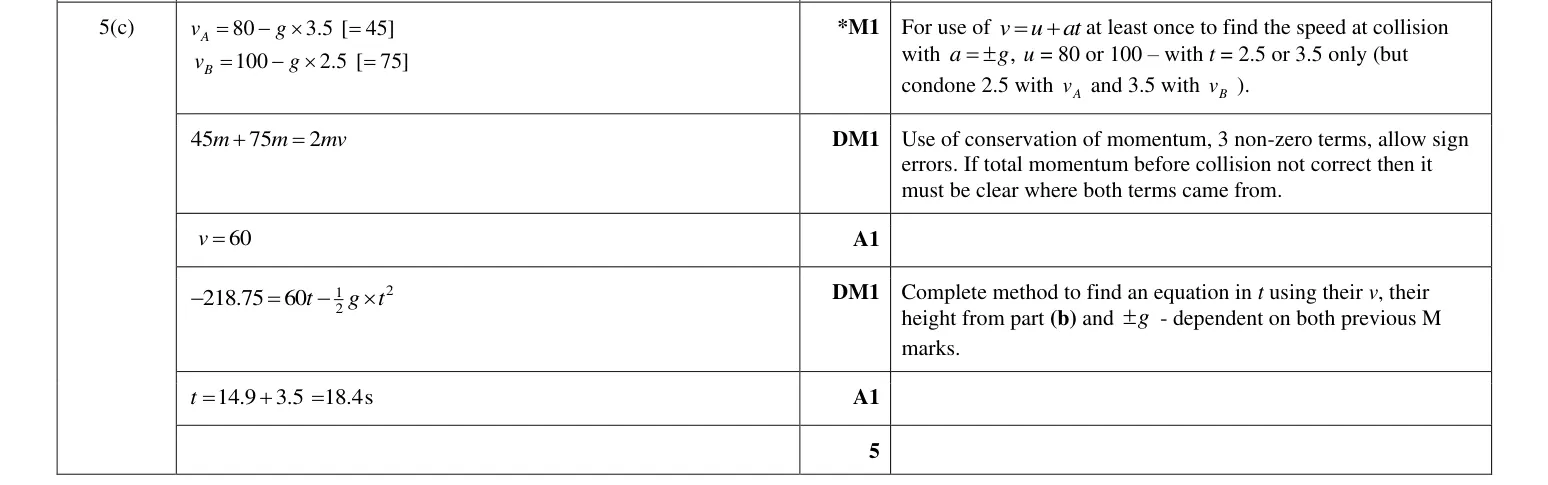 5(c)
v_A = 80 − g × 3.5 [= 45]
v_B = 100 − g × 2.5 [= 75]
*M1
For use of v = u + at at least once to find the speed at collision
with a = ±g, u = 80 or 100 – with t = 2.5 or 3.5 only (but
condone 2.5 with v_A and 3.5 with v_B ).
45m + 75m = 2mv
DM1
Use of conservation of momentum, 3 non-zero terms, allow sign
errors. If total momentum before collision not correct then it
must be clear where both terms came from.
v = 60
A1
−218.75 = 60t − ½ g × t²
DM1
Complete method to find an equation in t using their v, their
height from part (b) and ±g - dependent on both previous M
marks.
t = 14.9 + 3.5 = 18.4 s
A1
5